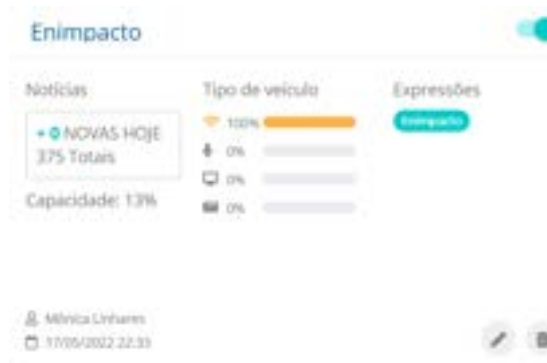 Enimpacto
Notícias
+ 0 NOVAS HOJE
375 Totais
Capacidade: 13%
Tipo de veículo
100%
0%
0%
0%
Expressões
Enimpacto
Mônica Linhares
17/05/2022 22:33